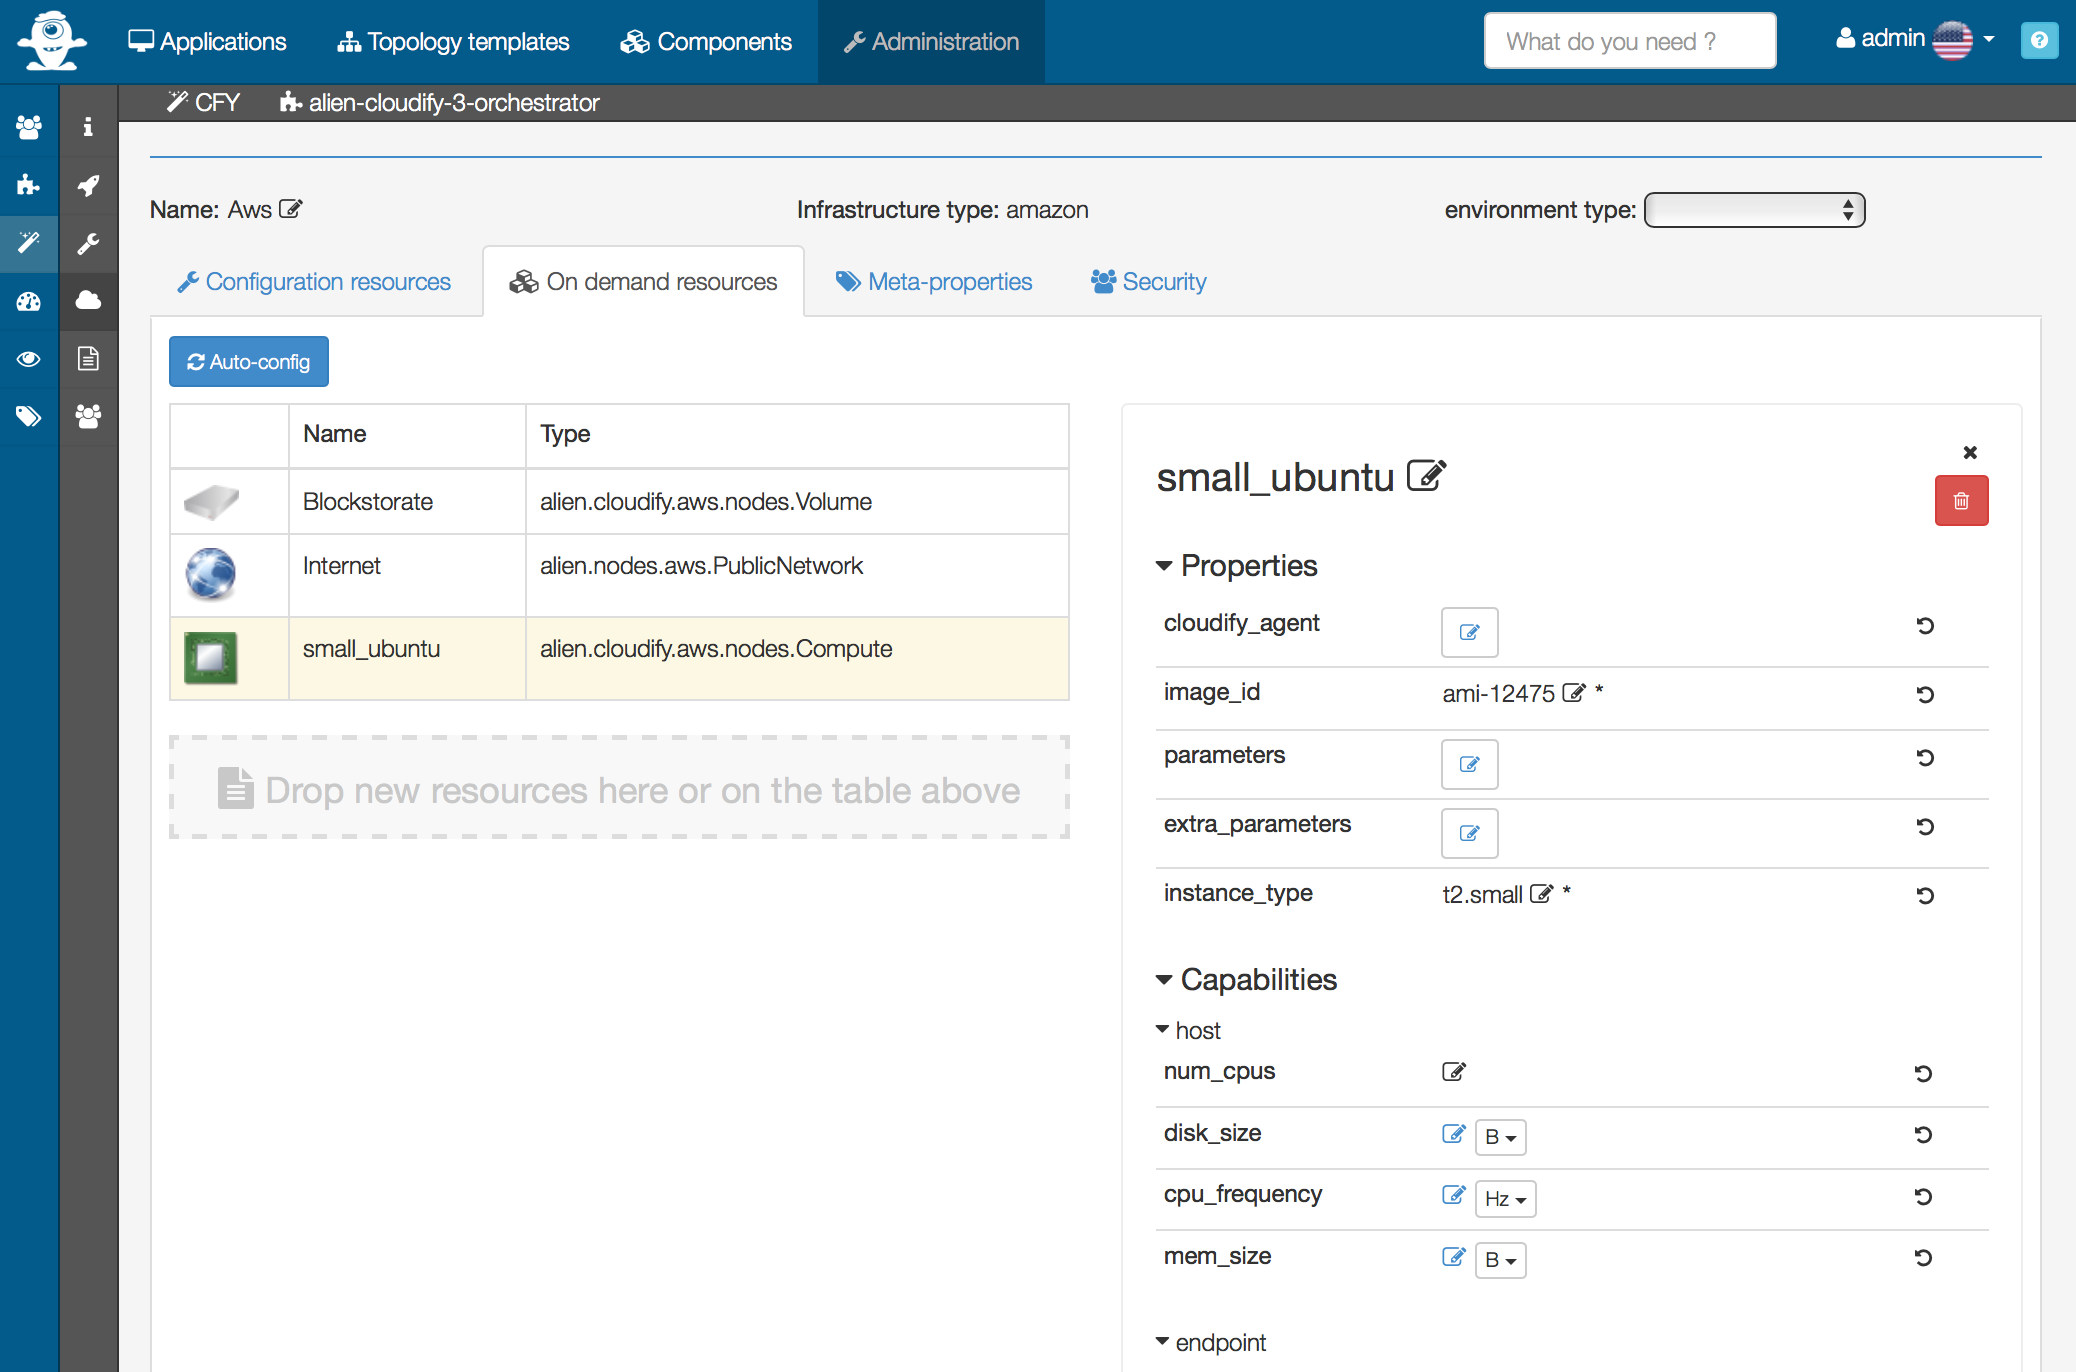 Applications Topology templates Components Administration What do you need ? admin ?
CFY alien-cloudify-3-orchestrator
Name: Aws Infrastructure type: amazon environment type:
Configuration resources On demand resources Meta-properties Security
Auto-config
Name Type
Blockstorate alien.cloudify.aws.nodes.Volume
Internet alien.nodes.aws.PublicNetwork
small_ubuntu alien.cloudify.aws.nodes.Compute
Drop new resources here or on the table above
small_ubuntu
Properties
cloudify_agent
image_id ami-12475 *
parameters
extra_parameters
instance_type t2.small *
Capabilities
host
num_cpus
disk_size B
cpu_frequency Hz
mem_size B
endpoint